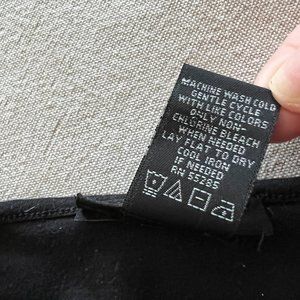 MACHINE WASH COLD
GENTLE CYCLE
WITH LIKE COLORS
ONLY NON-
CHLORINE BLEACH
WHEN NEEDED
LAY FLAT TO DRY
COOL IRON
IF NEEDED
RN 55285